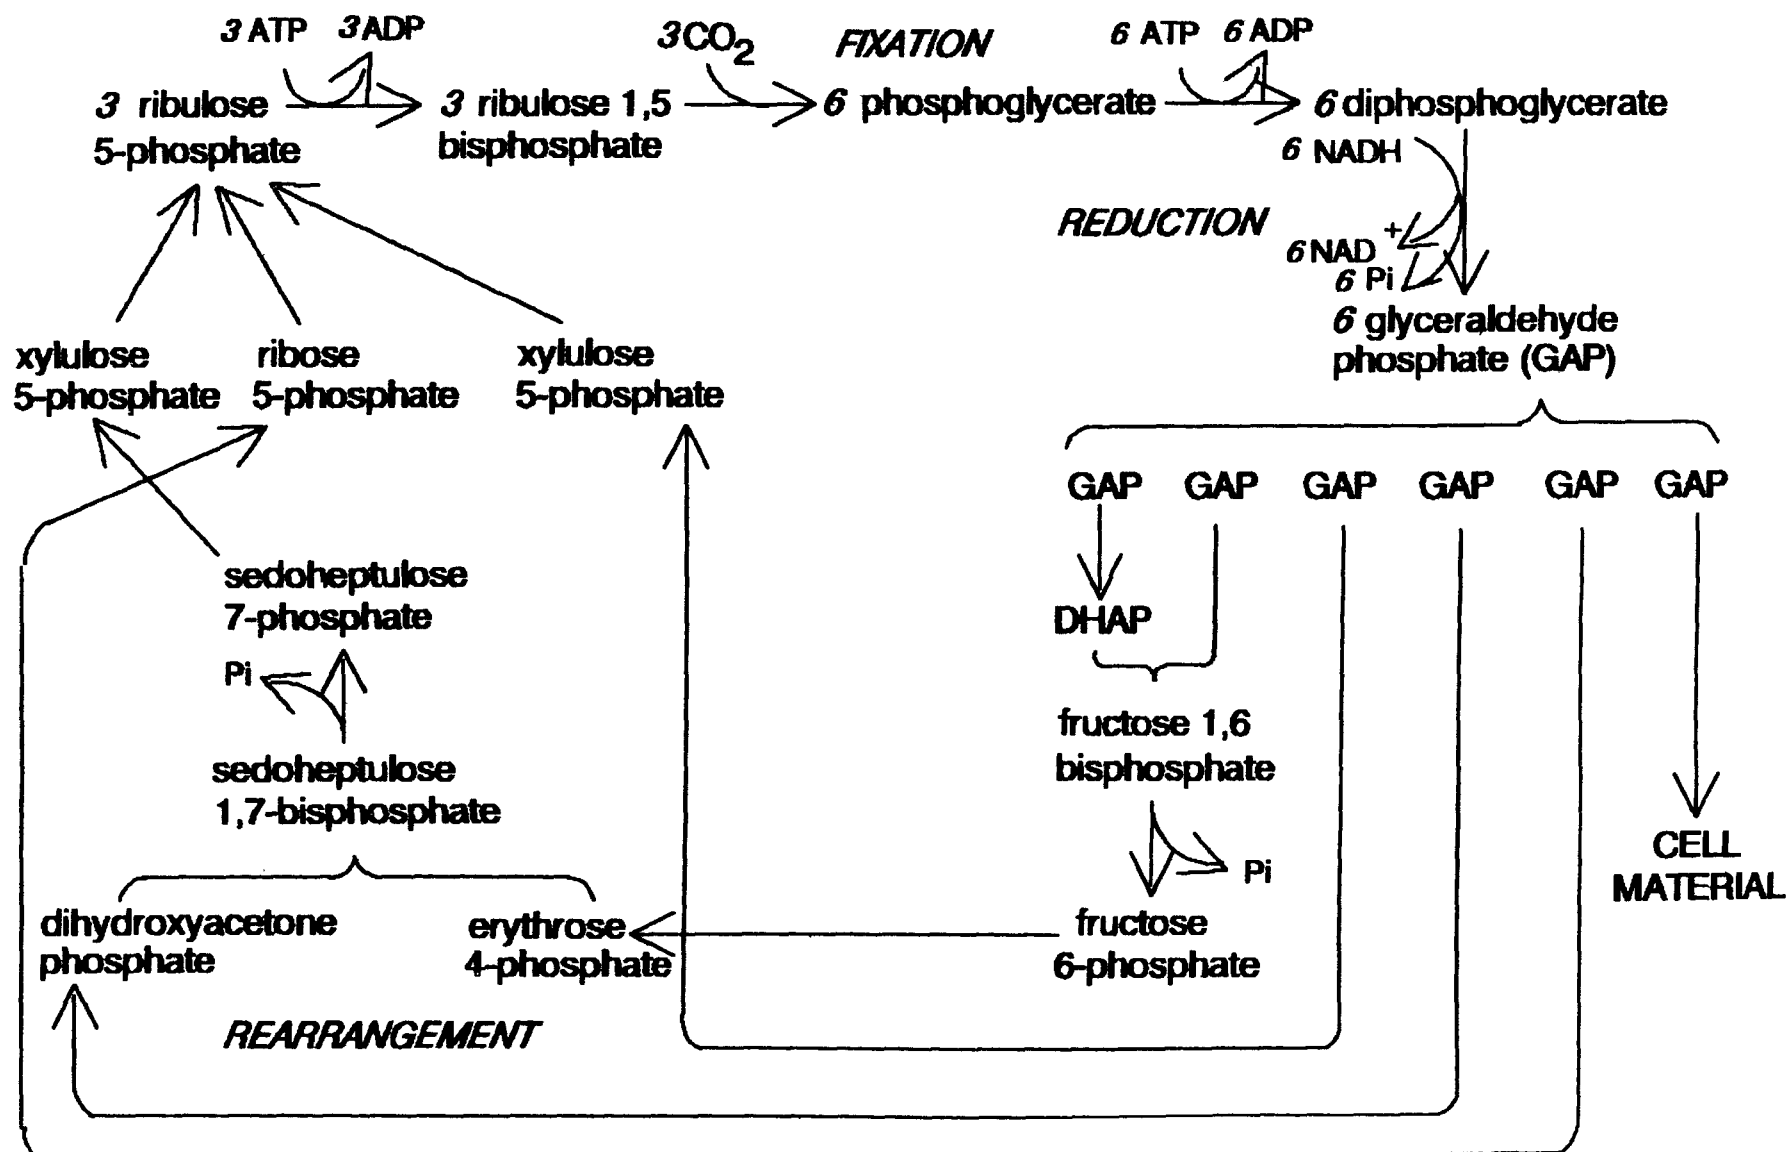 3 ATP 3 ADP
3CO2
FIXATION
6 ATP 6 ADP
3 ribulose
5-phosphate
3 ribulose 1,5
bisphosphate
6 phosphoglycerate
6 diphosphoglycerate
6 NADH
REDUCTION
6 NAD+
6 Pi
6 glyceraldehyde
phosphate (GAP)
xylulose
5-phosphate
ribose
5-phosphate
xylulose
5-phosphate
GAP GAP GAP GAP GAP GAP
sedoheptulose
7-phosphate
DHAP
Pi
fructose 1,6
bisphosphate
sedoheptulose
1,7-bisphosphate
Pi
CELL
MATERIAL
dihydroxyacetone
phosphate
erythrose
4-phosphate
fructose
6-phosphate
REARRANGEMENT